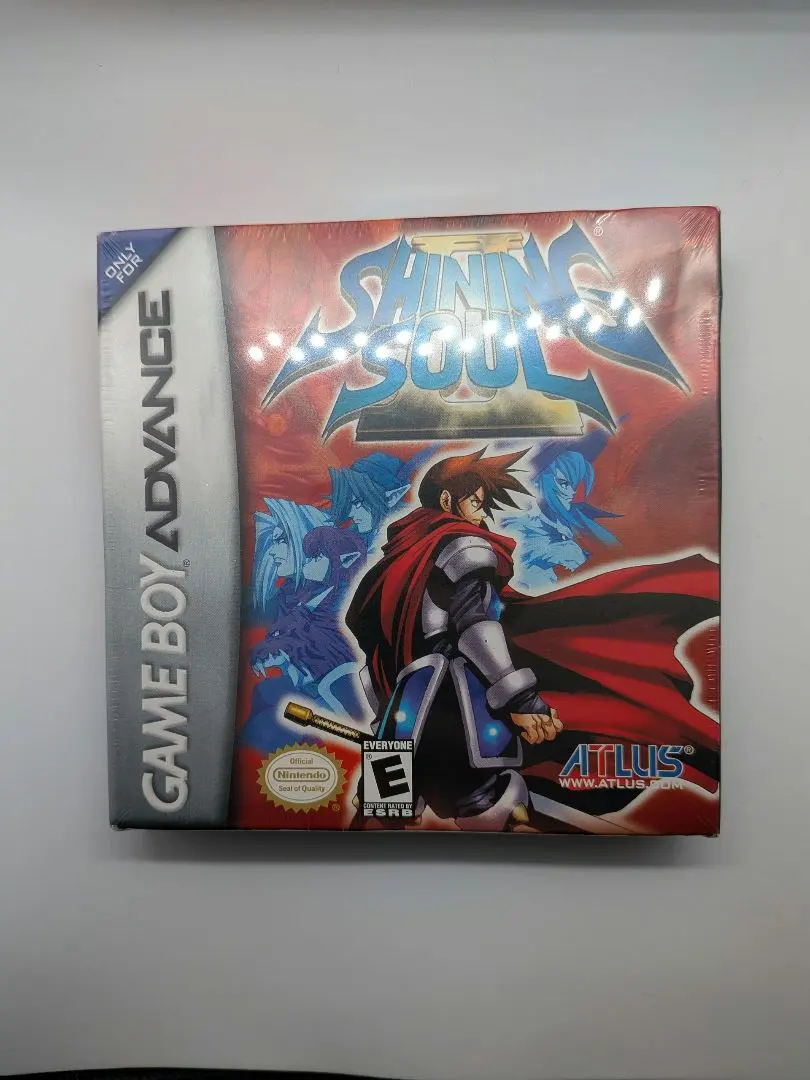 ONLY
FOR
GAME BOY ADVANCE
®
SHINING
SOUL
II
®
Official
Nintendo
Seal of Quality
®
EVERYONE
E
®
CONTENT RATED BY
ESRB
ATLUS®
WWW.ATLUS.COM